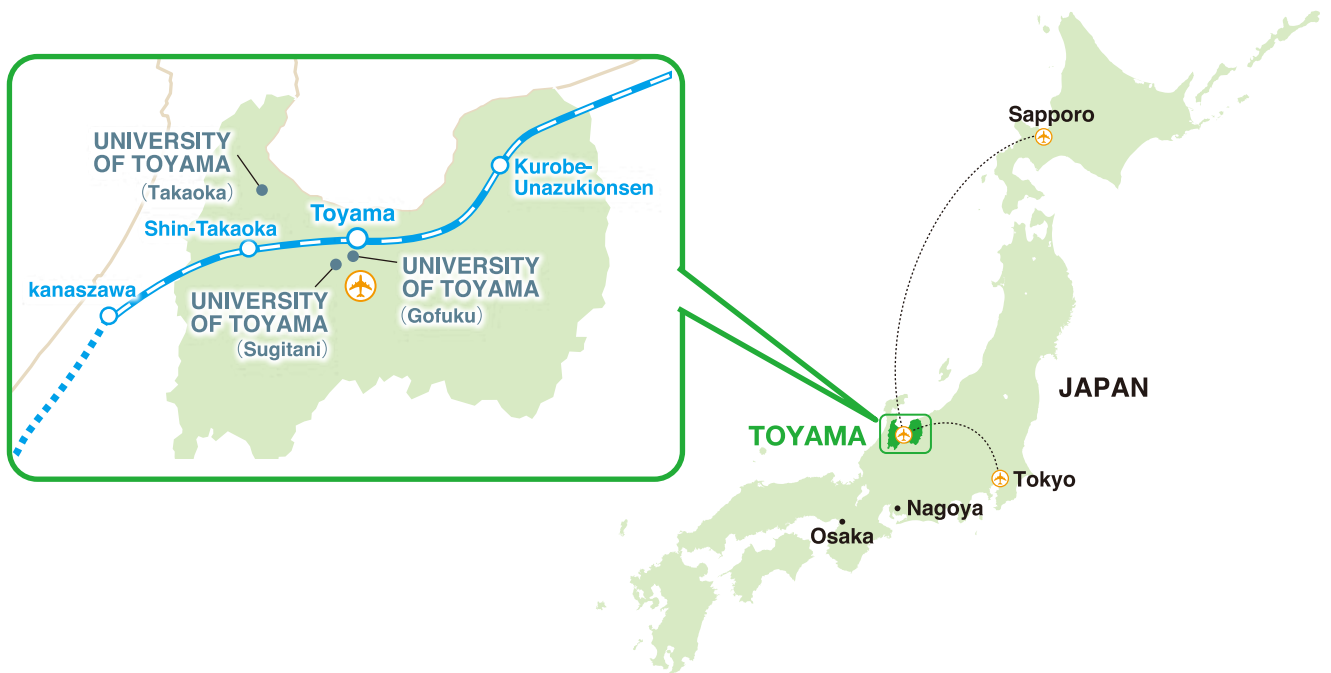 UNIVERSITY
OF TOYAMA
(Takaoka)
Kurobe-
Unazukionsen
Toyama
Shin-Takaoka
kanaszawa
UNIVERSITY
OF TOYAMA
(Gofuku)
UNIVERSITY
OF TOYAMA
(Sugitani)
Sapporo
JAPAN
TOYAMA
Tokyo
Nagoya
Osaka